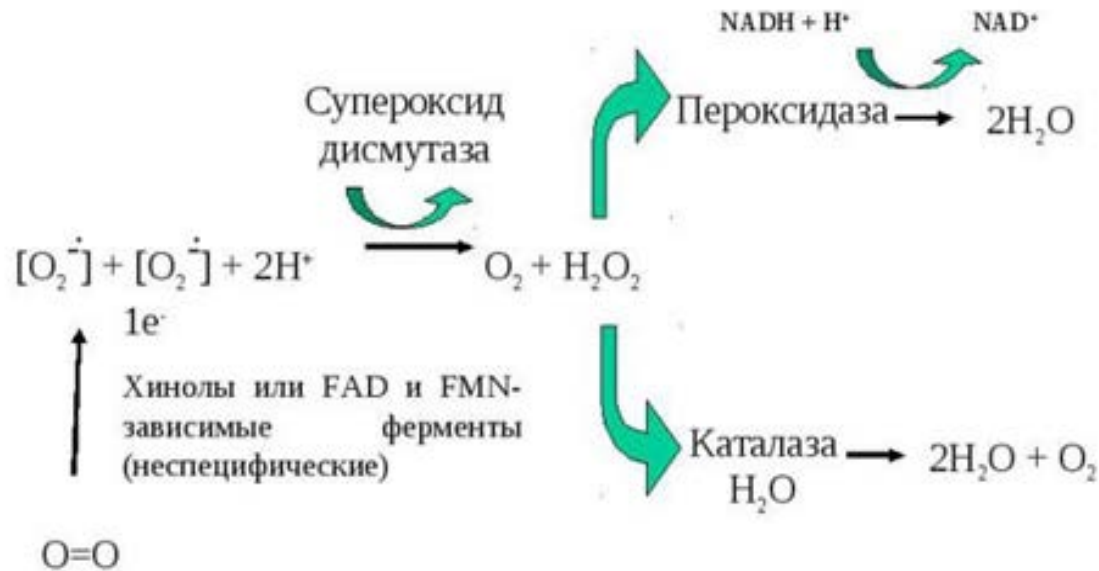 NADH + H⁺ NAD⁺
Супероксид
дисмутаза
Пероксидаза 2H₂O
[O₂⁻̇] + [O₂⁻̇] + 2H⁺ O₂ + H₂O₂
1e⁻
Хинолы или FAD и FMN-
зависимые ферменты
(неспецифические)
Каталаза 2H₂O + O₂
H₂O
O=O